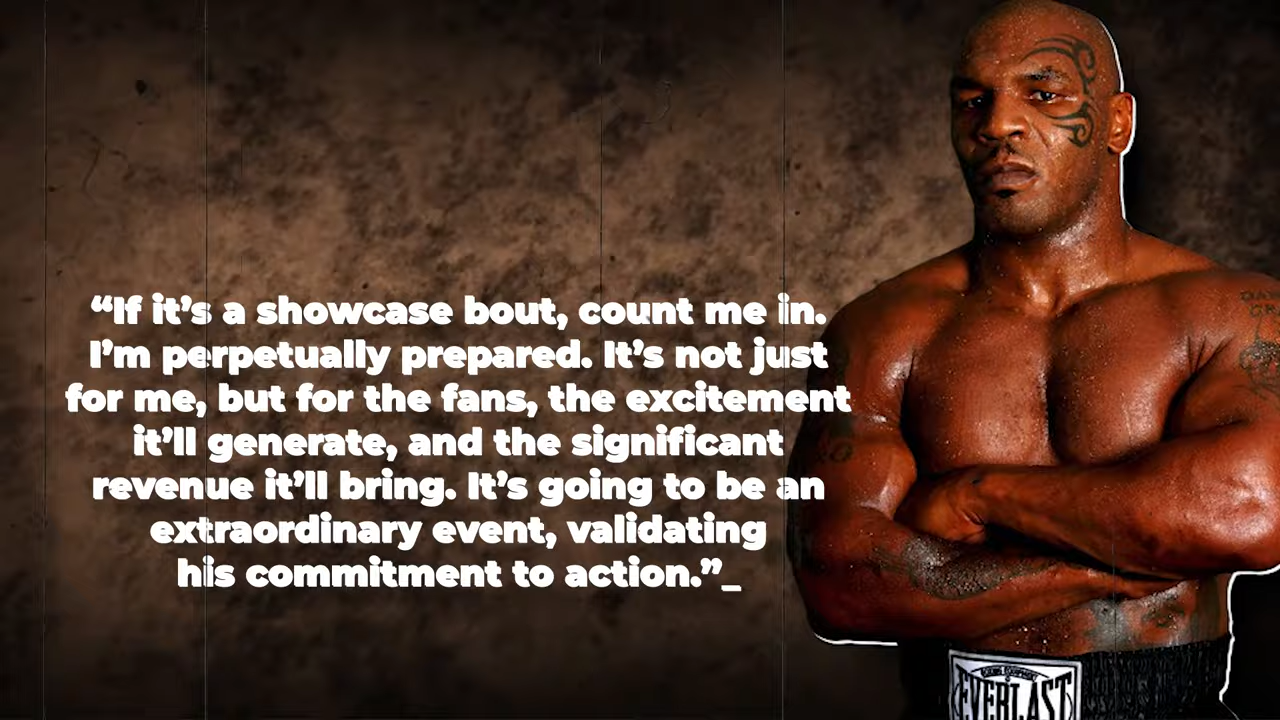 “If it’s a showcase bout, count me in.
I’m perpetually prepared. It’s not just
for me, but for the fans, the excitement
it’ll generate, and the significant
revenue it’ll bring. It’s going to be an
extraordinary event, validating
his commitment to action.”_
EVERLAST